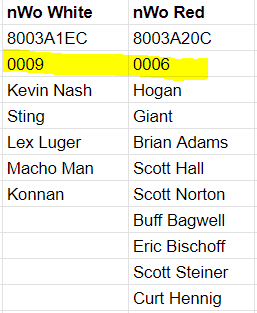 nWo White nWo Red
8003A1EC 8003A20C
0009 0006
Kevin Nash Hogan
Sting Giant
Lex Luger Brian Adams
Macho Man Scott Hall
Konnan Scott Norton
Buff Bagwell
Eric Bischoff
Scott Steiner
Curt Hennig